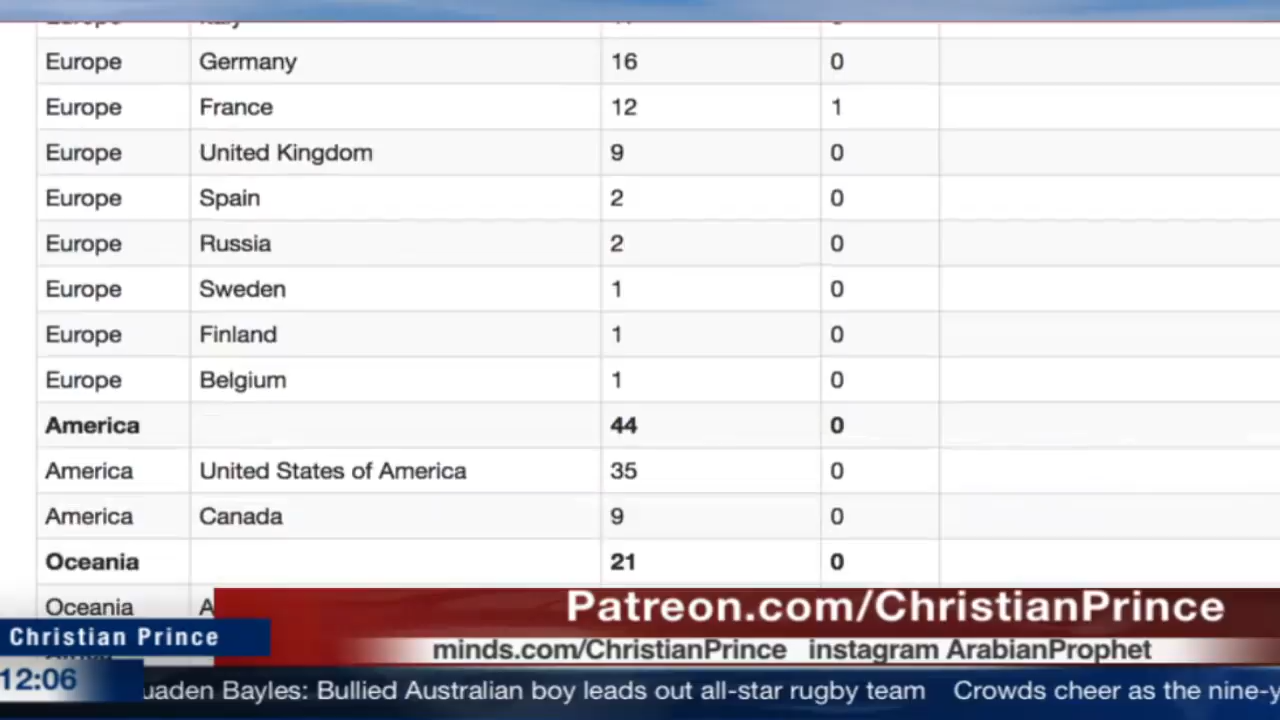 Europe Germany 16 0
Europe France 12 1
Europe United Kingdom 9 0
Europe Spain 2 0
Europe Russia 2 0
Europe Sweden 1 0
Europe Finland 1 0
Europe Belgium 1 0
America 44 0
America United States of America 35 0
America Canada 9 0
Oceania 21 0
Oceania A
Patreon.com/ChristianPrince
Christian Prince
minds.com/ChristianPrince instagram ArabianProphet
12:06
uaden Bayles: Bullied Australian boy leads out all-star rugby team Crowds cheer as the nine-y